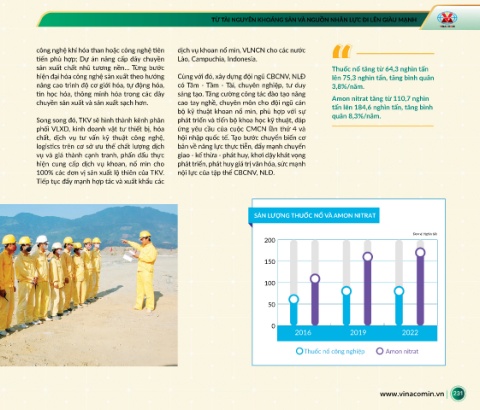 TỪ TÀI NGUYÊN KHOÁNG SẢN VÀ NGUỒN NHÂN LỰC ĐI LÊN GIÀU MẠNH
công nghệ khí hóa than hoặc công nghệ tiên
tiến phù hợp; Dự án nâng cấp dây chuyền
sản xuất chất nhũ tương nền... Từng bước
hiện đại hóa công nghệ sản xuất theo hướng
nâng cao trình độ cơ giới hóa, tự động hóa,
tin học hóa, thông minh hóa trong các dây
chuyền sản xuất và sản xuất sạch hơn.
Song song đó, TKV sẽ hình thành kênh phân
phối VLXD, kinh doanh vật tư thiết bị, hóa
chất, dịch vụ tư vấn kỹ thuật công nghệ,
logistics trên cơ sở ưu thế chất lượng dịch
vụ và giá thành cạnh tranh, phấn đấu thực
hiện cung cấp dịch vụ khoan, nổ mìn cho
100% các đơn vị sản xuất lộ thiên của TKV.
Tiếp tục đẩy mạnh hợp tác và xuất khẩu các
dịch vụ khoan nổ mìn, VLNCN cho các nước
Lào, Campuchia, Indonesia.
Cùng với đó, xây dựng đội ngũ CBCNV, NLĐ
có Tâm - Tầm - Tài, chuyên nghiệp, tư duy
sáng tạo. Tăng cường công tác đào tạo nâng
cao tay nghề, chuyên môn cho đội ngũ cán
bộ kỹ thuật khoan nổ mìn, phù hợp với sự
phát triển và tiến bộ khoa học kỹ thuật, đáp
ứng yêu cầu của cuộc CMCN lần thứ 4 và
hội nhập quốc tế. Tạo bước chuyển biến cơ
bản về năng lực thực tiễn, đẩy mạnh chuyển
giao - kế thừa - phát huy, khơi dậy khát vọng
phát triển, phát huy giá trị văn hóa, sức mạnh
nội lực của tập thể CBCNV, NLĐ.
Thuốc nổ tăng từ 64,3 nghìn tấn
lên 75,3 nghìn tấn, tăng bình quân
3,8%/năm.
Amon nitrat tăng từ 110,7 nghìn
tấn lên 184,6 nghìn tấn, tăng bình
quân 8,3%/năm.
SẢN LƯỢNG THUỐC NỔ VÀ AMON NITRAT
200
150
100
50
0
2016 2019 2022
Thuốc nổ công nghiệp Amon nitrat
www.vinacomin.vn 231